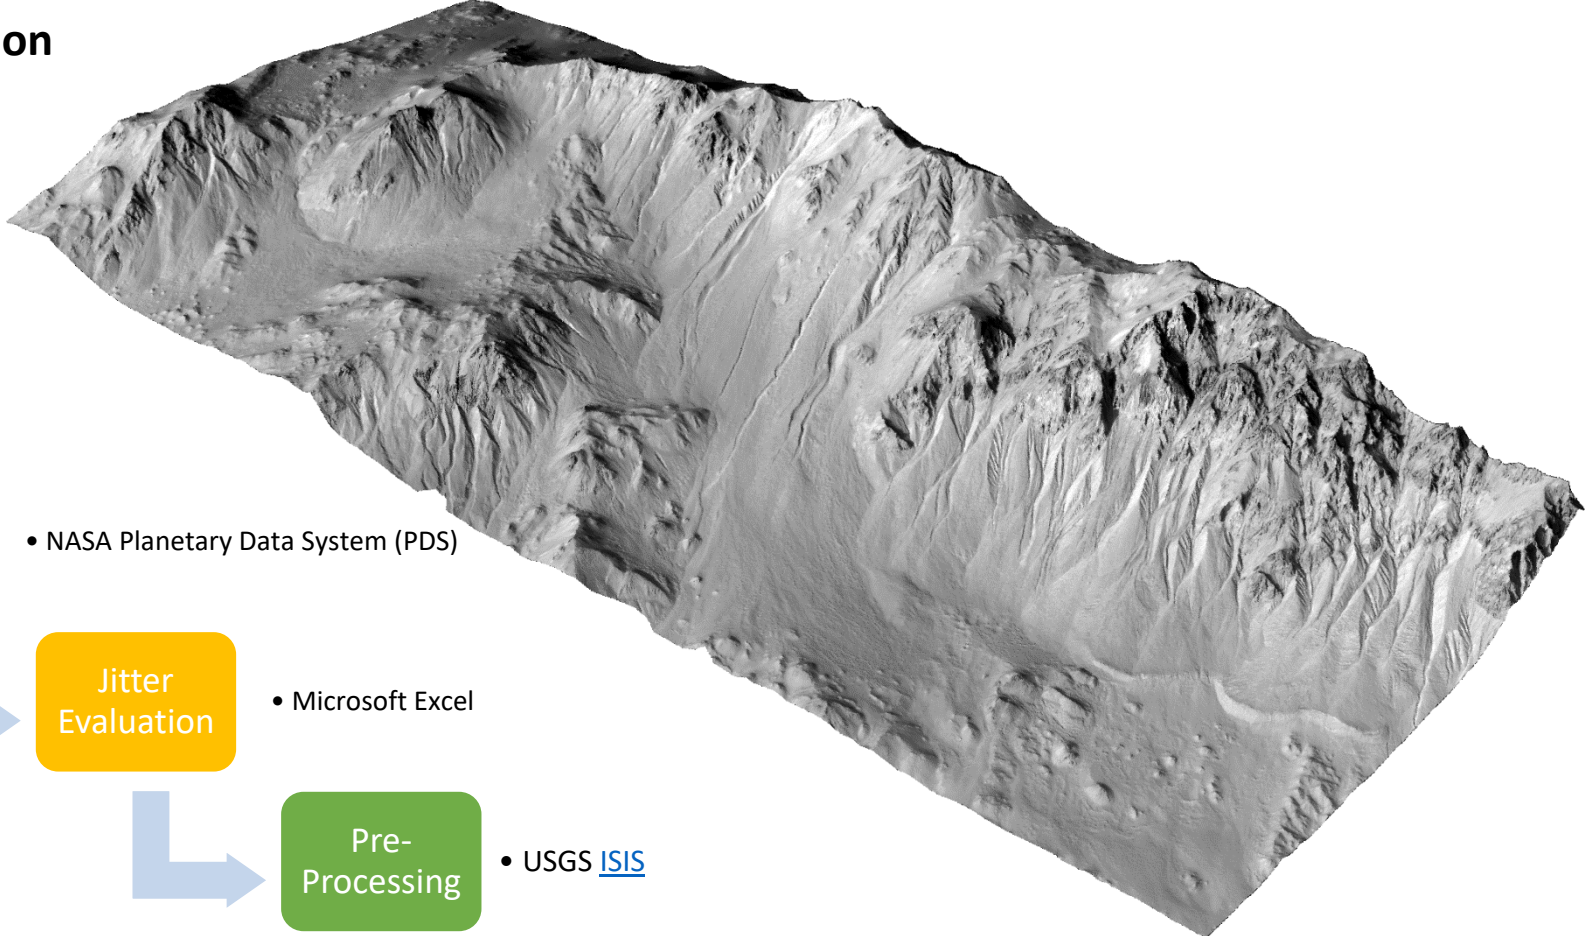 on
• NASA Planetary Data System (PDS)
Jitter
Evaluation
• Microsoft Excel
Pre-
Processing
• USGS ISIS